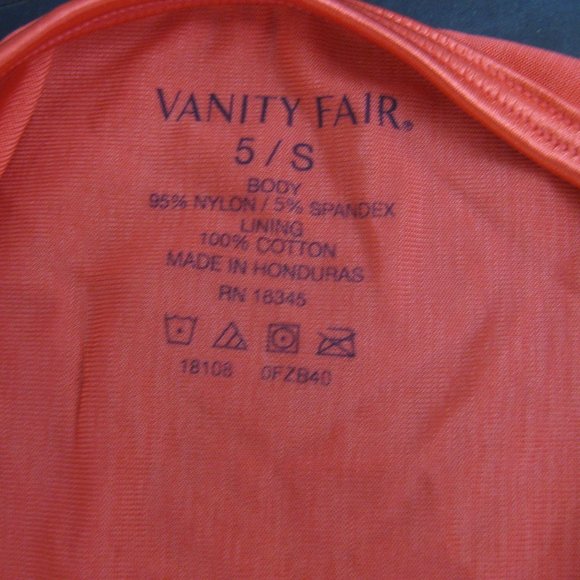 VANITY FAIR®
5 / S
BODY
95% NYLON / 5% SPANDEX
LINING
100% COTTON
MADE IN HONDURAS
RN 18345
18108 0FZB40